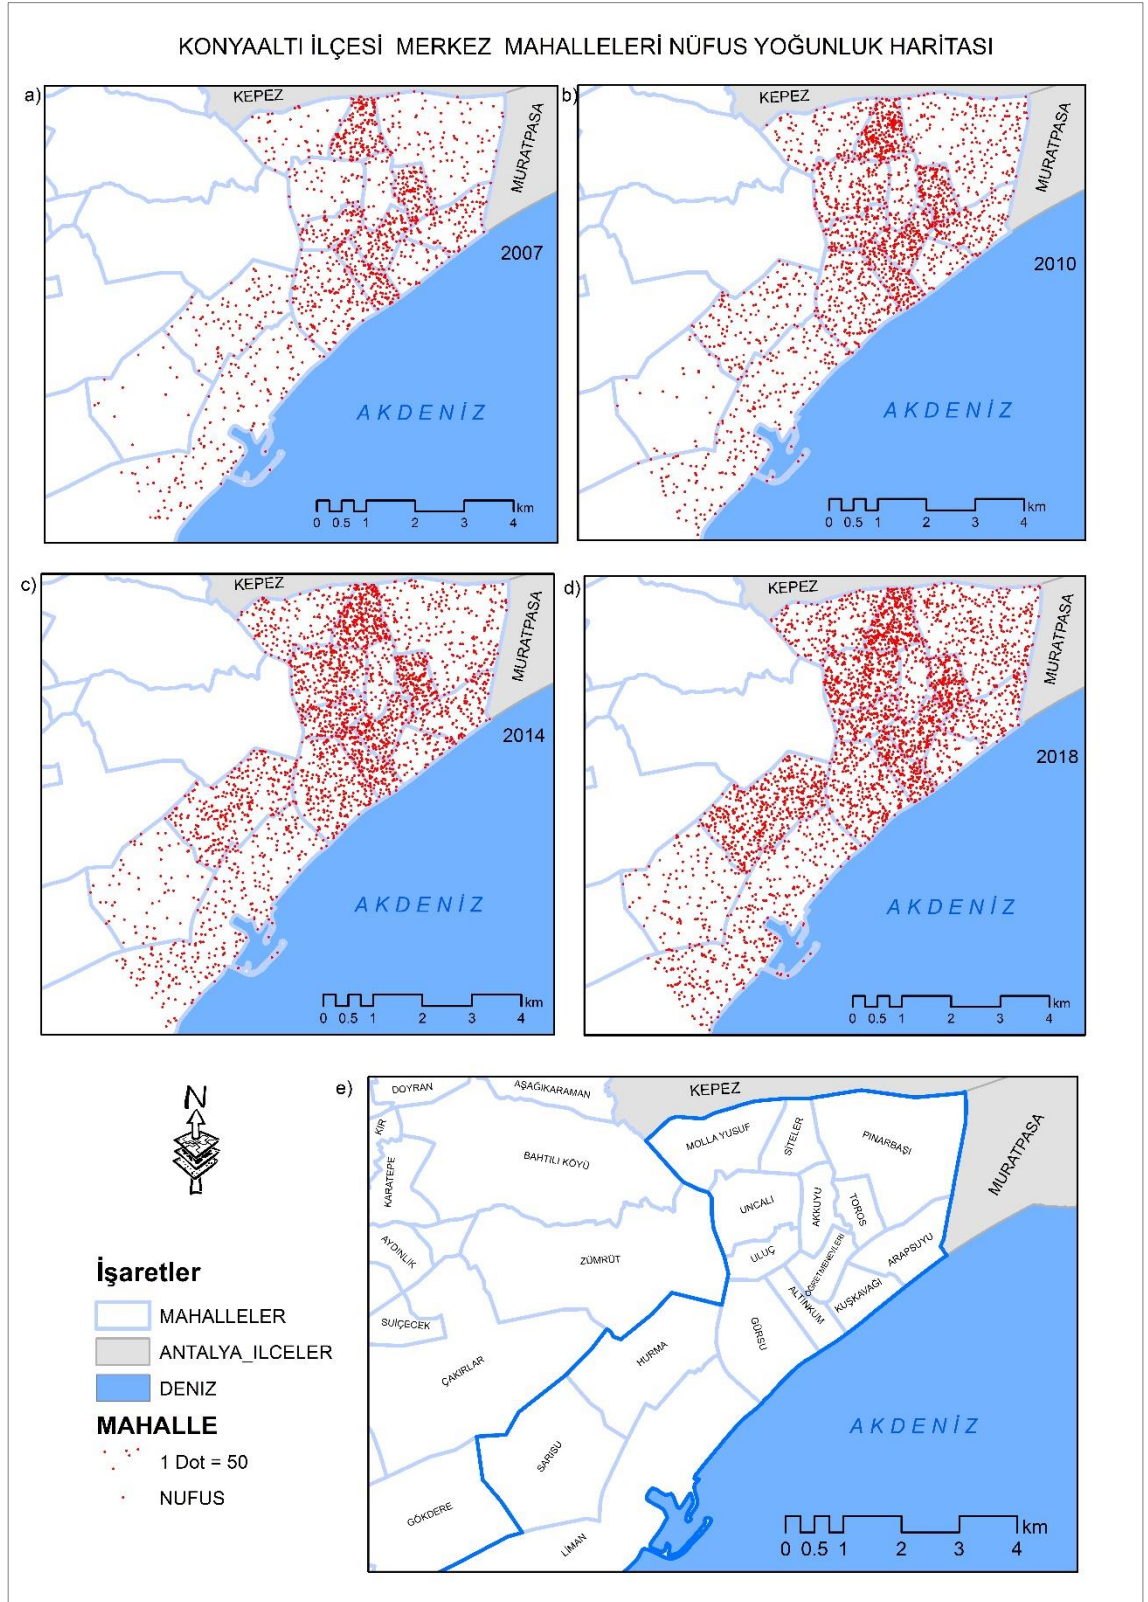 KONYAALTI İLÇESİ MERKEZ MAHALLELERİ NÜFUS YOĞUNLUK HARİTASI
a)
KEPEZ
MURATPASA
2007
AKDENİZ
km
0 0.5 1 2 3 4
b)
KEPEZ
MURATPASA
2010
AKDENİZ
km
0 0.5 1 2 3 4
c)
KEPEZ
MURATPASA
2014
AKDENİZ
km
0 0.5 1 2 3 4
d)
KEPEZ
MURATPASA
2018
AKDENİZ
km
0 0.5 1 2 3 4
e)
DOYRAN
AŞAĞIKARAMAN
KEPEZ
KIR
KARATEPE
BAHTILI KÖYÜ
MOLLA YUSUF
SİTELER
PINARBAŞI
MURATPASA
UNCALI
AKKUYU
TOROS
AYDINLIK
ZÜMRÜT
ULUÇ
ÖĞRETMENEVLERİ
ARAPSUYU
SUİÇECEK
ALTINKUM
KUŞKAVAĞI
GÜRSU
HURMA
ÇAKIRLAR
SARISU
AKDENİZ
GÖKDERE
LİMAN
km
0 0.5 1 2 3 4
N
İşaretler
MAHALLELER
ANTALYA_ILCELER
DENIZ
MAHALLE
1 Dot = 50
NUFUS